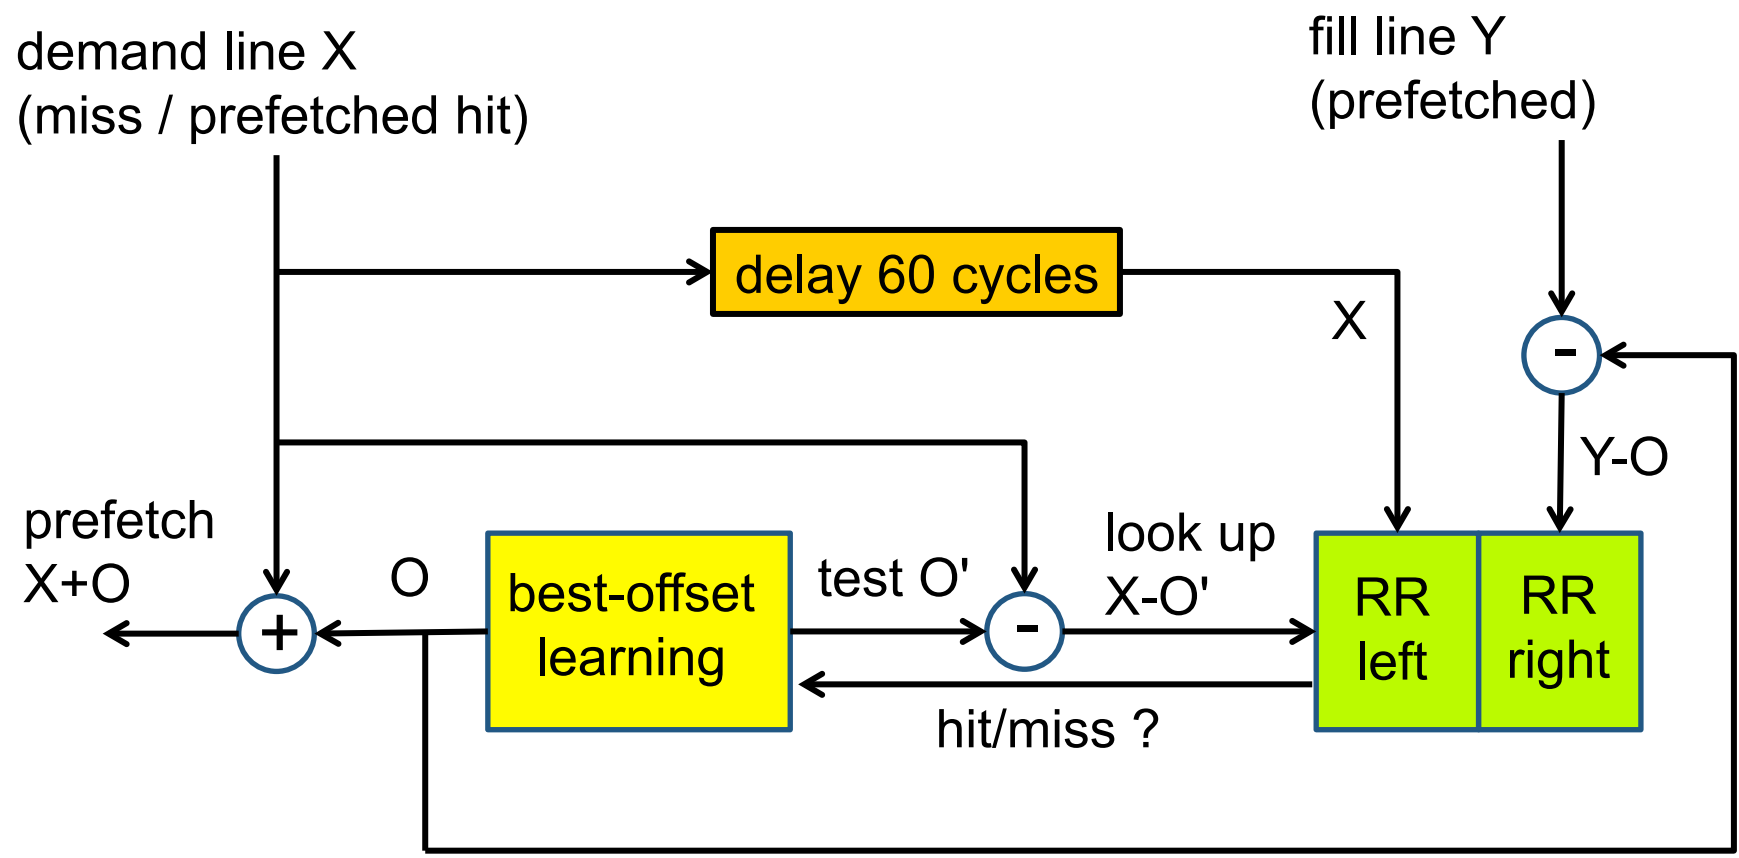 demand line X
(miss / prefetched hit)
fill line Y
(prefetched)
delay 60 cycles
X
-
Y-O
prefetch
X+O
+
O
best-offset
learning
test O'
-
look up
X-O'
hit/miss ?
RR
left
RR
right